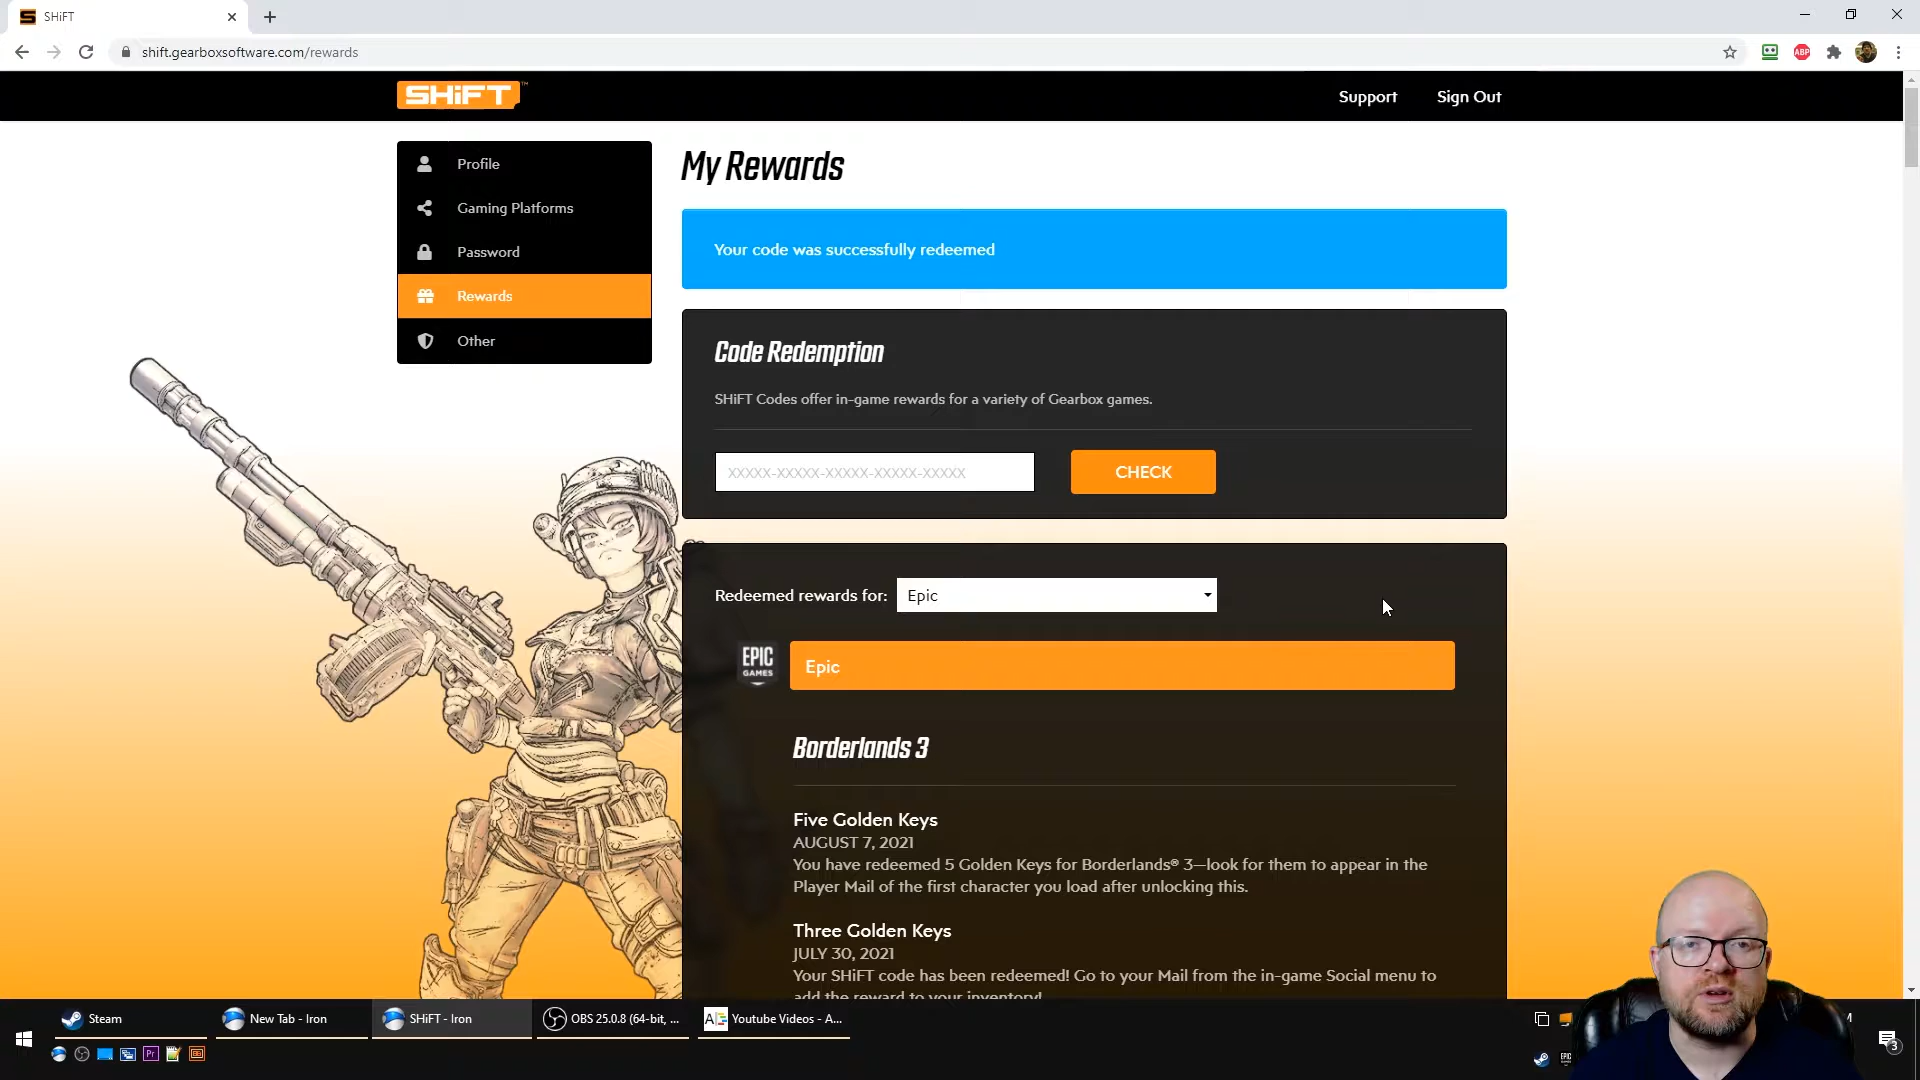 SHiFT
shift.gearboxsoftware.com/rewards
ABP
SHiFT™
Support
Sign Out
Profile
Gaming Platforms
Password
Rewards
Other
My Rewards
Your code was successfully redeemed
Code Redemption
SHiFT Codes offer in-game rewards for a variety of Gearbox games.
XXXXX-XXXXX-XXXXX-XXXXX-XXXXX
CHECK
Redeemed rewards for:
Epic
EPIC
GAMES
Epic
Borderlands 3
Five Golden Keys
AUGUST 7, 2021
You have redeemed 5 Golden Keys for Borderlands® 3—look for them to appear in the
Player Mail of the first character you load after unlocking this.
Three Golden Keys
JULY 30, 2021
Your SHiFT code has been redeemed! Go to your Mail from the in-game Social menu to
add the reward to your inventory!
Steam
New Tab - Iron
SHiFT - Iron
OBS 25.0.8 (64-bit, ...
Youtube Videos - A...
Pr
EPIC
M
3